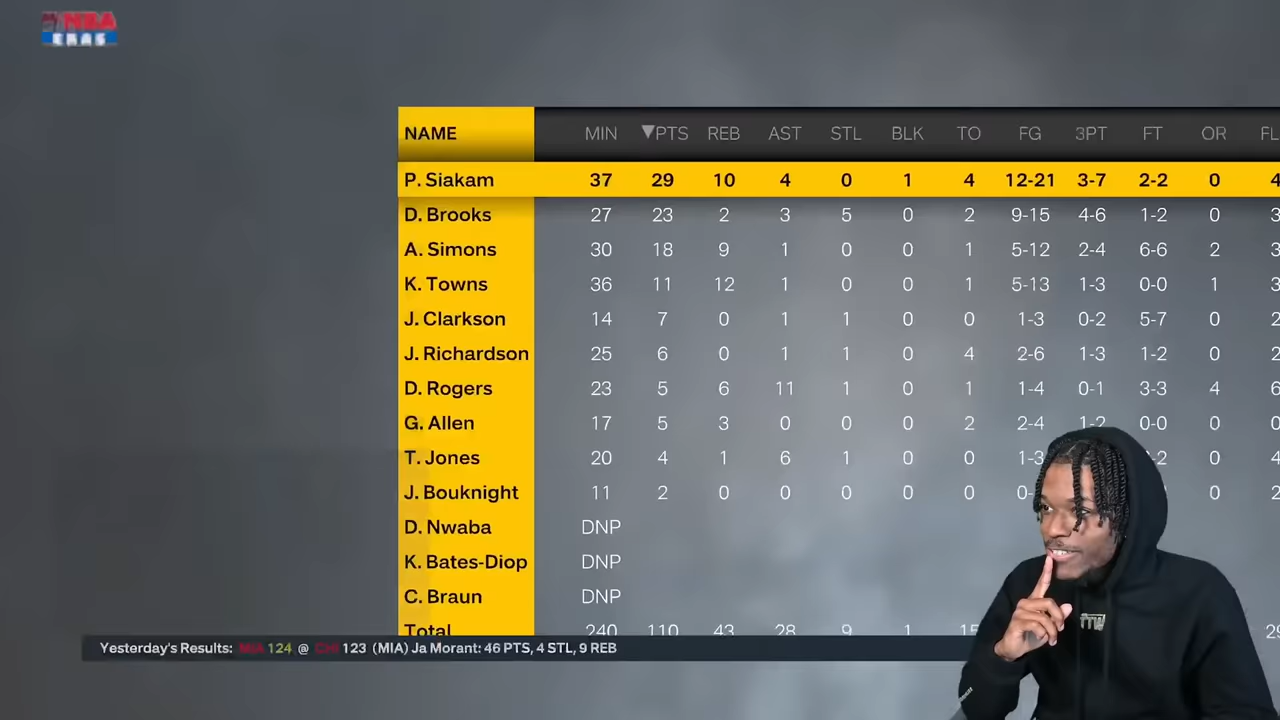 NBA
ERAS
NAME MIN ▼PTS REB AST STL BLK TO FG 3PT FT OR
P. Siakam 37 29 10 4 0 1 4 12-21 3-7 2-2 0 4
D. Brooks 27 23 2 3 5 0 2 9-15 4-6 1-2 0 3
A. Simons 30 18 9 1 0 0 1 5-12 2-4 6-6 2 3
K. Towns 36 11 12 1 0 0 1 5-13 1-3 0-0 1 3
J. Clarkson 14 7 0 1 1 0 0 1-3 0-2 5-7 0 2
J. Richardson 25 6 0 1 1 0 4 2-6 1-3 1-2 0 2
D. Rogers 23 5 6 11 1 0 1 1-4 0-1 3-3 4 6
G. Allen 17 5 3 0 0 0 2 2-4 1-2 0-0 0 0
T. Jones 20 4 1 6 1 0 0 1-3 0 4
J. Bouknight 11 2 0 0 0 0 0 0 2
D. Nwaba DNP
K. Bates-Diop DNP
C. Braun DNP
Total 240 110 43 28 9 1 15
Yesterday's Results: MIA 124 @ CHI 123 (MIA) Ja Morant: 46 PTS, 4 STL, 9 REB